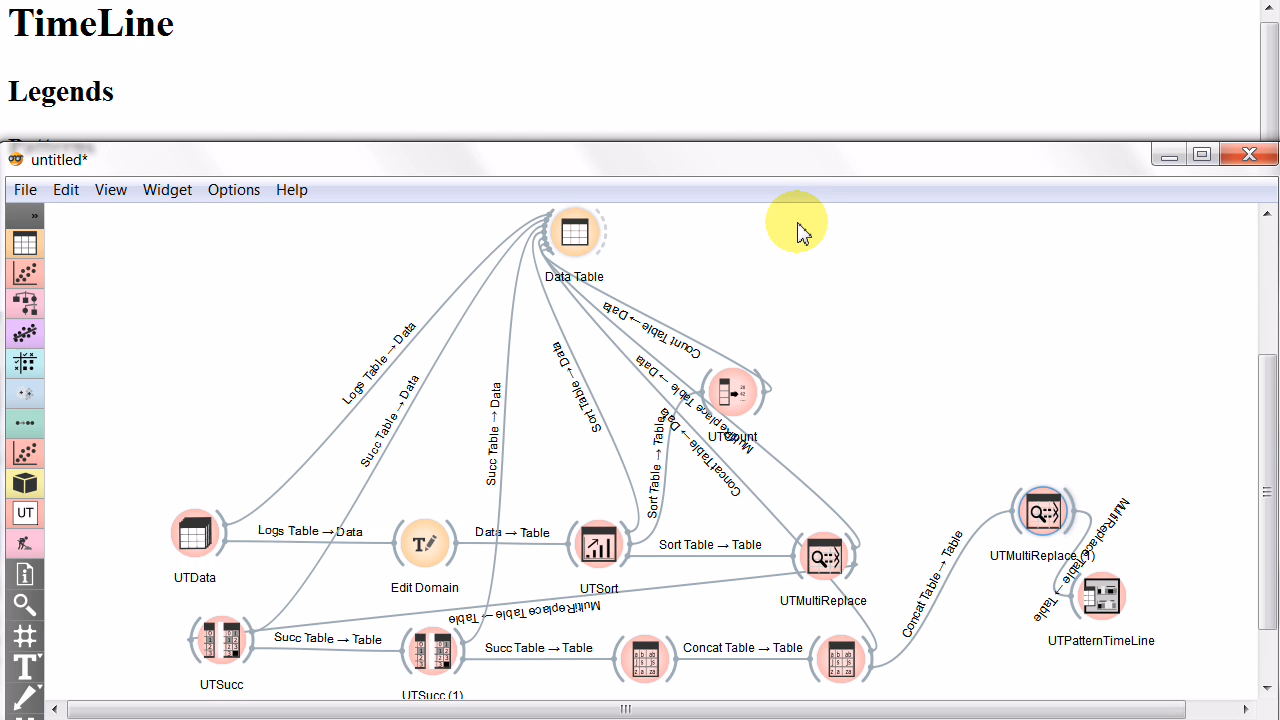 TimeLine
Legends
untitled*
File Edit View Widget Options Help
»
Data Table
Count Table → Data
Logs Table → Data
MultiReplace Table → Data
Succ Table → Data
Succ Table → Data
Sort Table → Data
UTCount
Concat Table → Data
Sort Table → Table
UT
Logs Table → Data
Data → Table
Sort Table → Table
Concat Table → Table
MultiReplace Table → Table
UTMultiReplace
UTData
Edit Domain
UTSort
UTMultiReplace
MultiReplace Table → Table
Succ Table → Table
Succ Table → Table
Concat Table → Table
UTPatternTimeLine
UTSucc
UTSucc (1)
T